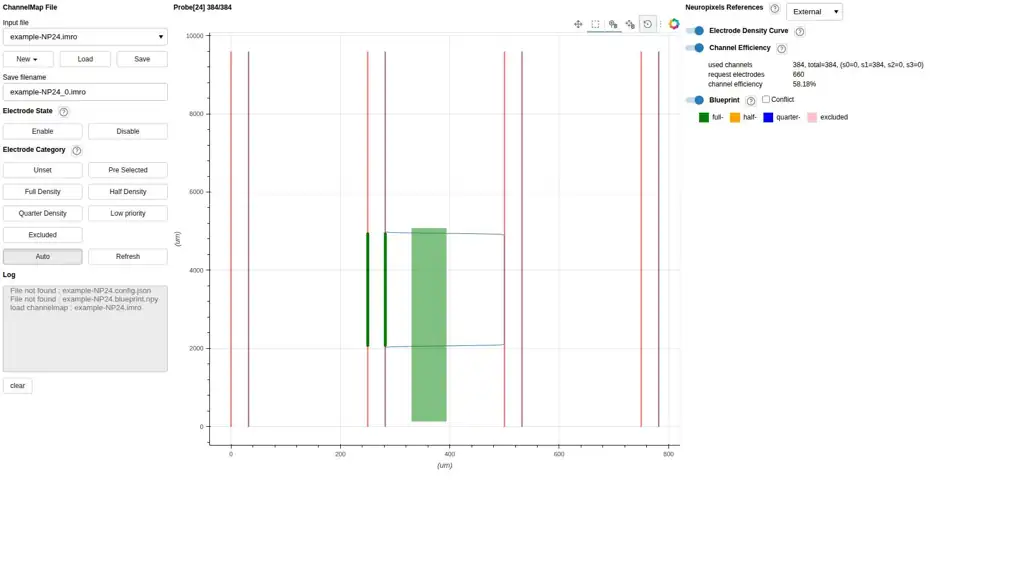 ChannelMap File
Input file
example-NP24.imro
New
Load
Save
Save filename
example-NP24_0.imro
Electrode State ?
Enable
Disable
Electrode Category ?
Unset
Pre Selected
Full Density
Half Density
Quarter Density
Low priority
Excluded
Auto
Refresh
Log
File not found : example-NP24.config.json
File not found : example-NP24.blueprint.npy
load channelmap : example-NP24.imro
clear
Probe[24] 384/384
10000
8000
6000
4000
2000
0
(um)
0
200
400
600
800
(um)
Neuropixels References ?
External
Electrode Density Curve ?
Channel Efficiency ?
used channels 384, total=384, (s0=0, s1=384, s2=0, s3=0)
request electrodes 660
channel efficiency 58.18%
Blueprint ? Conflict
full- half- quarter- excluded